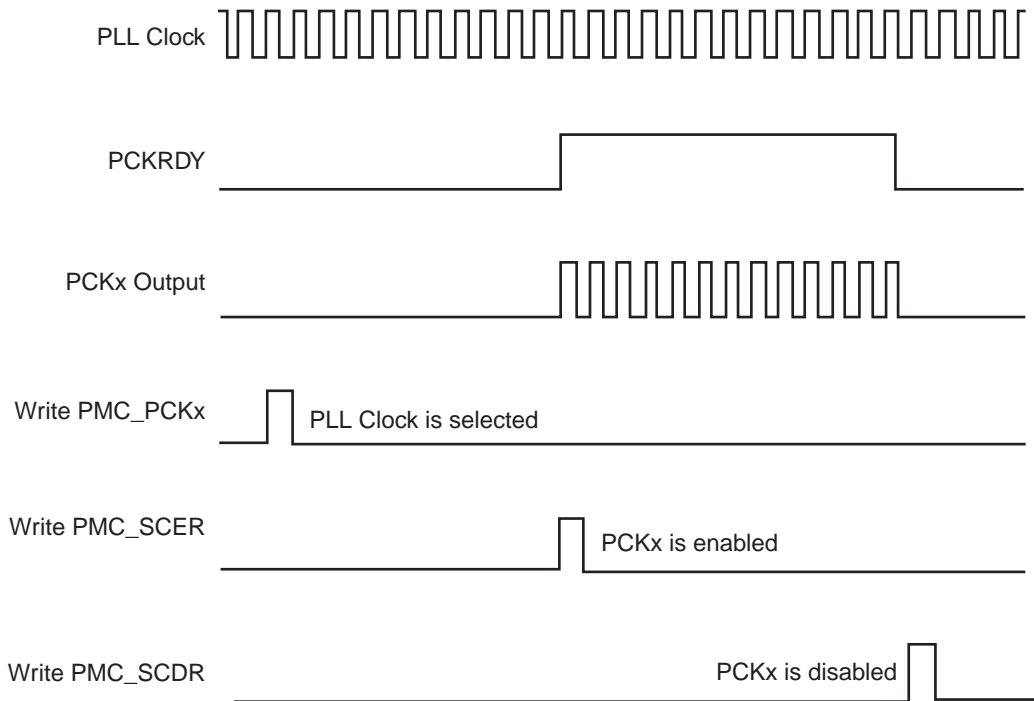 PLL Clock
PCKRDY
PCKx Output
Write PMC_PCKx
PLL Clock is selected
Write PMC_SCER
PCKx is enabled
Write PMC_SCDR
PCKx is disabled